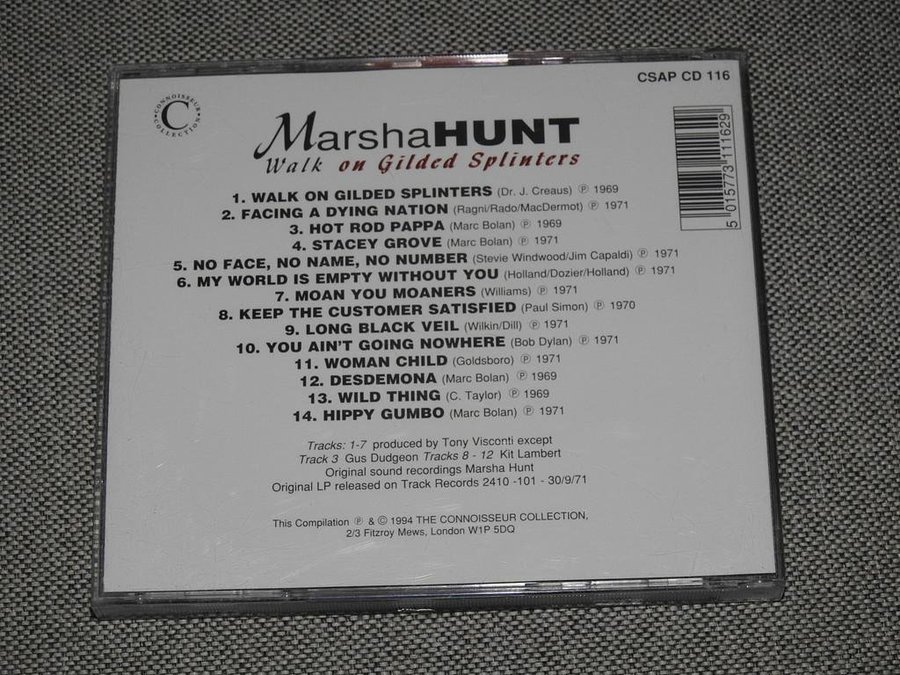 CSAP CD 116
CONNOISSEUR COLLECTION
C
MarshaHUNT
Walk on Gilded Splinters
1. WALK ON GILDED SPLINTERS (Dr. J. Creaus) ℗ 1969
2. FACING A DYING NATION (Ragni/Rado/MacDermot) ℗ 1971
3. HOT ROD PAPPA (Marc Bolan) ℗ 1969
4. STACEY GROVE (Marc Bolan) ℗ 1971
5. NO FACE, NO NAME, NO NUMBER (Stevie Windwood/Jim Capaldi) ℗ 1971
6. MY WORLD IS EMPTY WITHOUT YOU (Holland/Dozier/Holland) ℗ 1971
7. MOAN YOU MOANERS (Williams) ℗ 1971
8. KEEP THE CUSTOMER SATISFIED (Paul Simon) ℗ 1970
9. LONG BLACK VEIL (Wilkin/Dill) ℗ 1971
10. YOU AIN'T GOING NOWHERE (Bob Dylan) ℗ 1971
11. WOMAN CHILD (Goldsboro) ℗ 1971
12. DESDEMONA (Marc Bolan) ℗ 1969
13. WILD THING (C. Taylor) ℗ 1969
14. HIPPY GUMBO (Marc Bolan) ℗ 1971
Tracks: 1-7 produced by Tony Visconti except
Track 3 Gus Dudgeon Tracks 8 - 12 Kit Lambert
Original sound recordings Marsha Hunt
Original LP released on Track Records 2410 -101 - 30/9/71
This Compilation ℗ & © 1994 THE CONNOISSEUR COLLECTION,
2/3 Fitzroy Mews, London W1P 5DQ
5 015773 111629